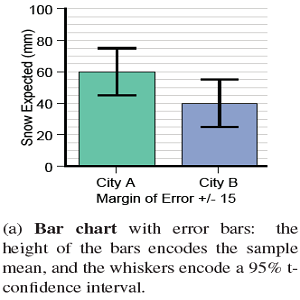 100
80
60
40
20
0
Snow Expected (mm)
City A City B
Margin of Error +/- 15
(a) Bar chart with error bars: the
height of the bars encodes the sample
mean, and the whiskers encode a 95% t-
confidence interval.